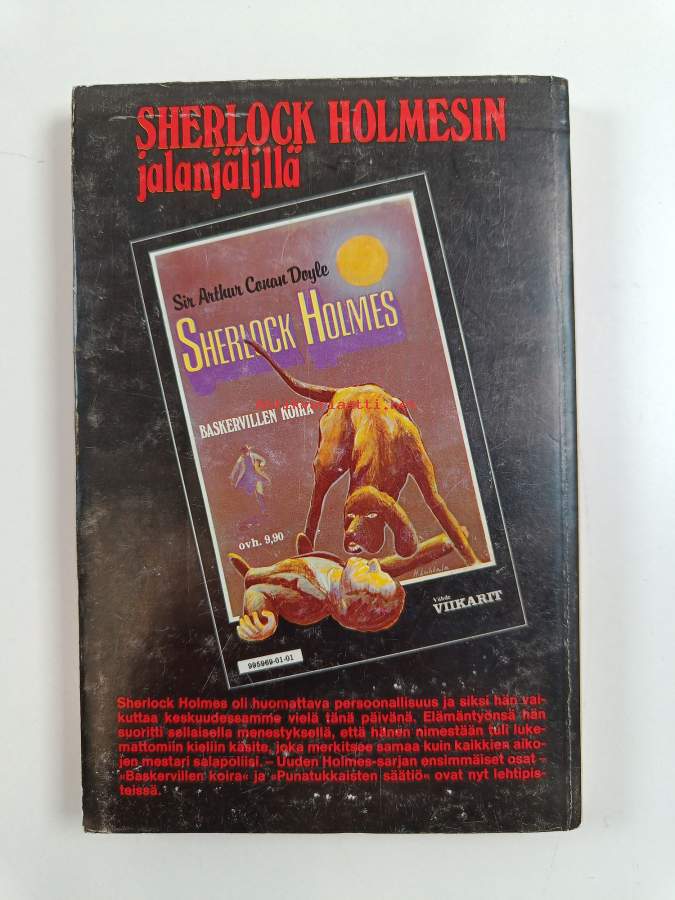 SHERLOCK HOLMESIN
jalanjäljllä
Sir Arthur Conan Doyle
SHERLOCK HOLMES
BASKERVILLEN KOIRA
ovh. 9,90
Viihde
VIIKARIT
995969-01-01
Sherlock Holmes oli huomattava persoonallisuus ja siksi hän vai-
kuttaa keskuudessamme vielä tänä päivänä. Elämäntyönsä hän
suoritti sellaisella menestyksellä, että hänen nimestään tuli luke-
mattomiin kieliin käsite, joka merkitsee samaa kuin kaikkien aiko-
jen mestari salapoliisi. – Uuden Holmes-sarjan ensimmäiset osat –
»Baskervillen koira« ja »Punatukkaisten säätiö« ovat nyt lehtipis-
teissä.